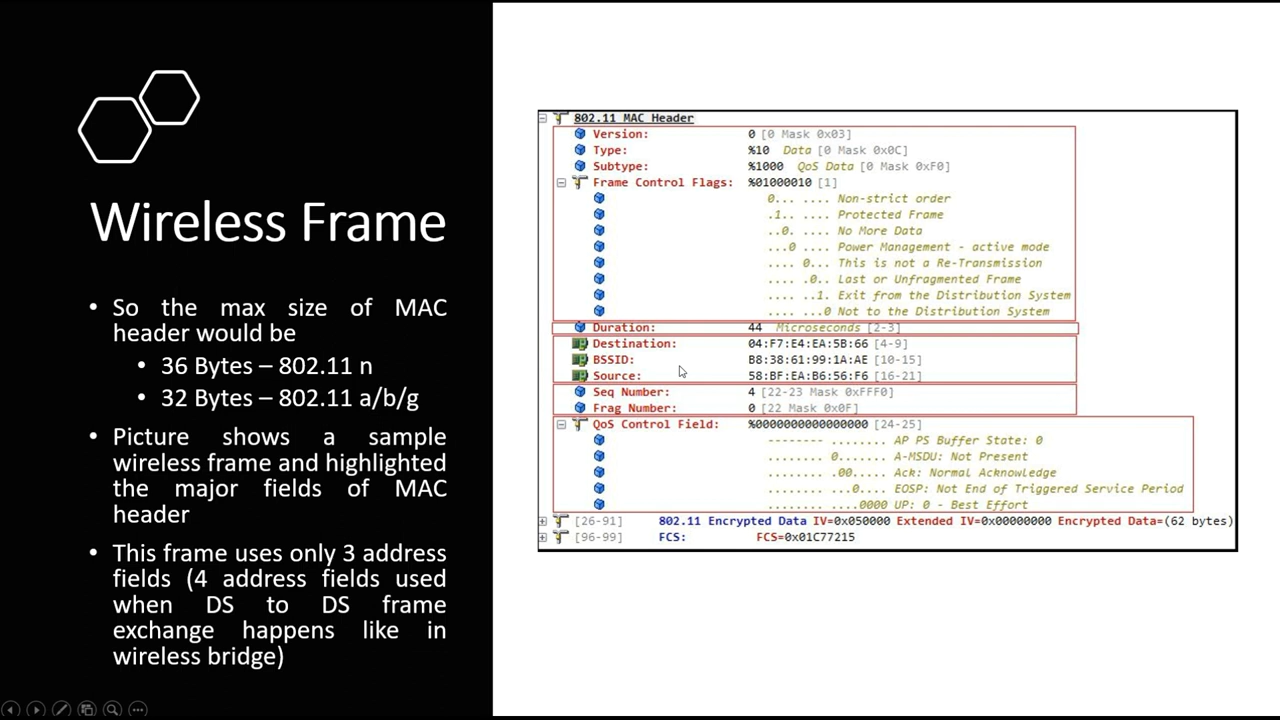 Wireless Frame
• So the max size of MAC
header would be
• 36 Bytes – 802.11 n
• 32 Bytes – 802.11 a/b/g
• Picture shows a sample
wireless frame and highlighted
the major fields of MAC
header
• This frame uses only 3 address
fields (4 address fields used
when DS to DS frame
exchange happens like in
wireless bridge)
802.11 MAC Header
Version: 0 [0 Mask 0x03]
Type: %10 Data [0 Mask 0x0C]
Subtype: %1000 QoS Data [0 Mask 0xF0]
Frame Control Flags: %01000010 [1]
0... .... Non-strict order
.1.. .... Protected Frame
..0. .... No More Data
...0 .... Power Management - active mode
.... 0... This is not a Re-Transmission
.... .0.. Last or Unfragmented Frame
.... ..1. Exit from the Distribution System
.... ...0 Not to the Distribution System
Duration: 44 Microseconds [2-3]
Destination: 04:F7:E4:EA:5B:66 [4-9]
BSSID: B8:38:61:99:1A:AE [10-15]
Source: 58:BF:EA:B6:56:F6 [16-21]
Seq Number: 4 [22-23 Mask 0xFFF0]
Frag Number: 0 [22 Mask 0x0F]
QoS Control Field: %0000000000000000 [24-25]
-------- ........ AP PS Buffer State: 0
........ 0....... A-MSDU: Not Present
........ .00..... Ack: Normal Acknowledge
........ ...0.... EOSP: Not End of Triggered Service Period
........ ....0000 UP: 0 - Best Effort
[26-91] 802.11 Encrypted Data IV=0x050000 Extended IV=0x00000000 Encrypted Data=(62 bytes)
[96-99] FCS: FCS=0x01C77215